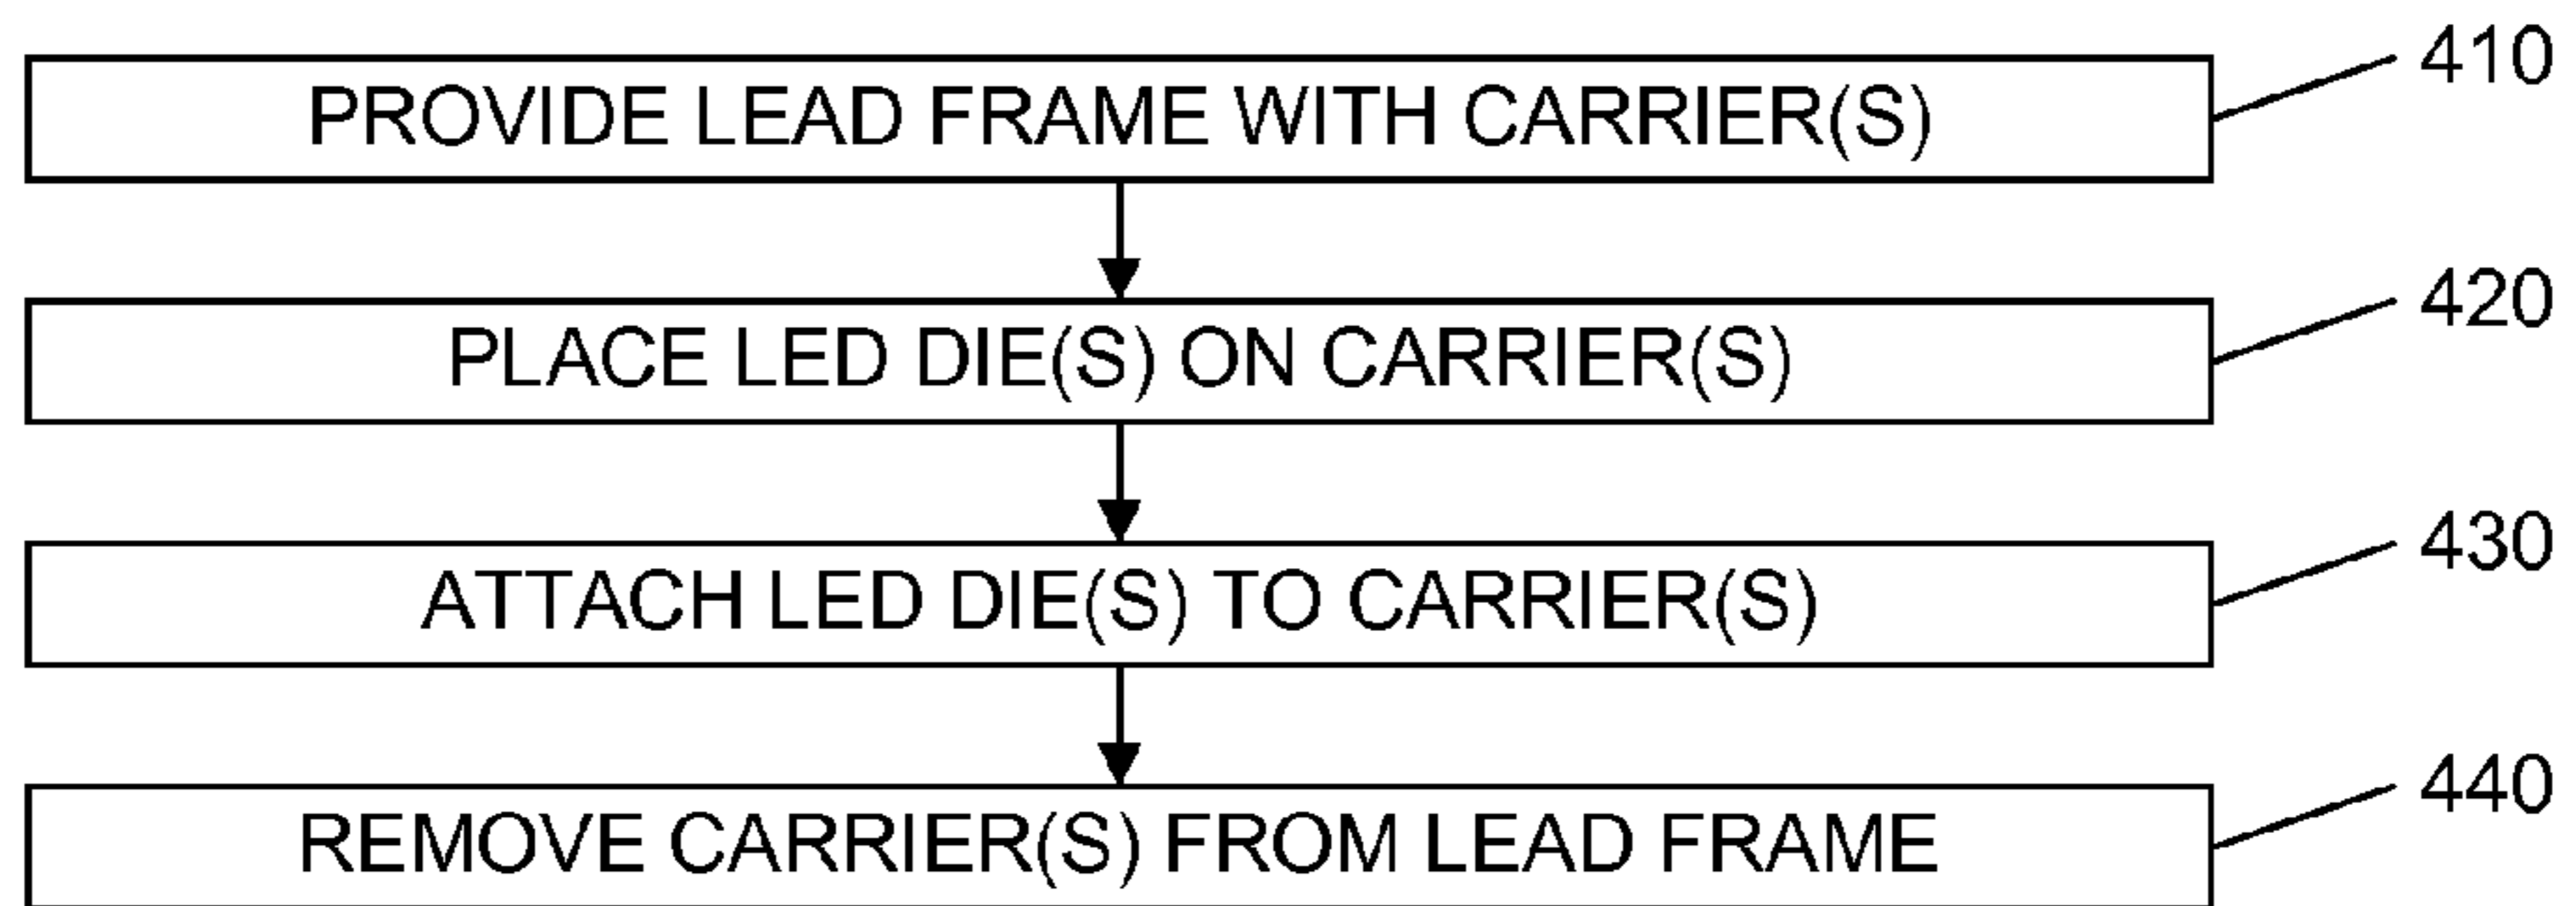 PROVIDE LEAD FRAME WITH CARRIER(S)
410
PLACE LED DIE(S) ON CARRIER(S)
420
ATTACH LED DIE(S) TO CARRIER(S)
430
REMOVE CARRIER(S) FROM LEAD FRAME
440